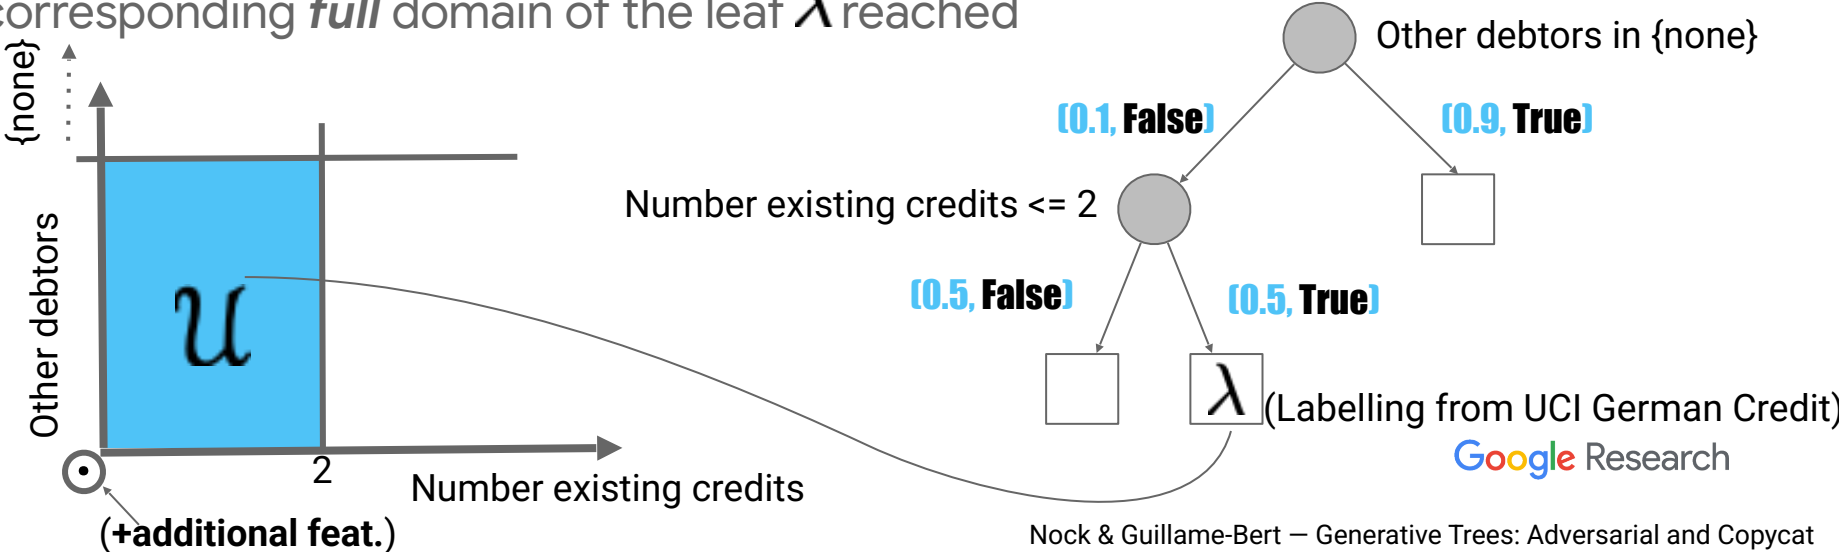 corresponding full domain of the leaf λ reached
{none}
Other debtors
U
2
Number existing credits
(+additional feat.)
Other debtors in {none}
(0.1, False)
(0.9, True)
Number existing credits <= 2
(0.5, False)
(0.5, True)
λ
(Labelling from UCI German Credit)
Google Research
Nock & Guillame-Bert — Generative Trees: Adversarial and Copycat